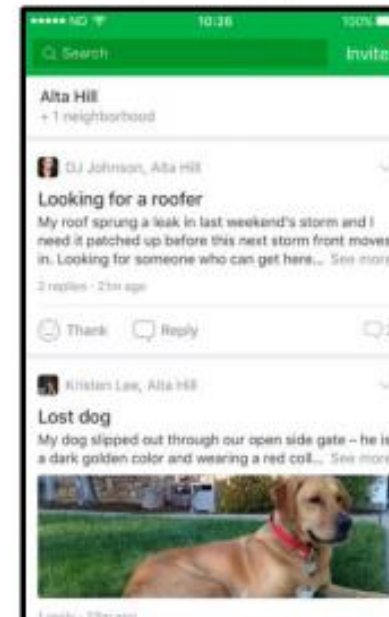 ND 10:26 100%
Search Invite
Alta Hill
+ 1 neighborhood
DJ Johnson, Alta Hill
Looking for a roofer
My roof sprung a leak in last weekend's storm and I
need it patched up before this next storm front moves
in. Looking for someone who can get here... See more
2 replies · 21m ago
Thank Reply 2
Kristen Lee, Alta Hill
Lost dog
My dog slipped out through our open side gate – he is
a dark golden color and wearing a red coll... See more